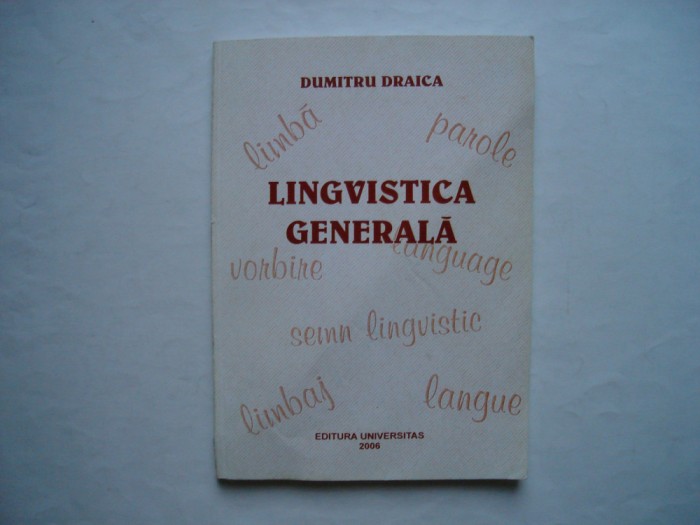 DUMITRU DRAICA
limbă
parole
LINGVISTICA
GENERALĂ
vorbire
language
semn lingvistic
limbaj
langue
EDITURA UNIVERSITAS
2006